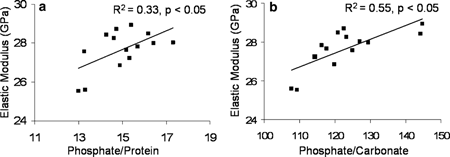 a
R² = 0.33, p < 0.05
Elastic Modulus (GPa)
30
28
26
24
11 13 15 17 19
Phosphate/Protein
b
R² = 0.55, p < 0.05
Elastic Modulus (GPa)
30
28
26
24
100 110 120 130 140 150
Phosphate/Carbonate